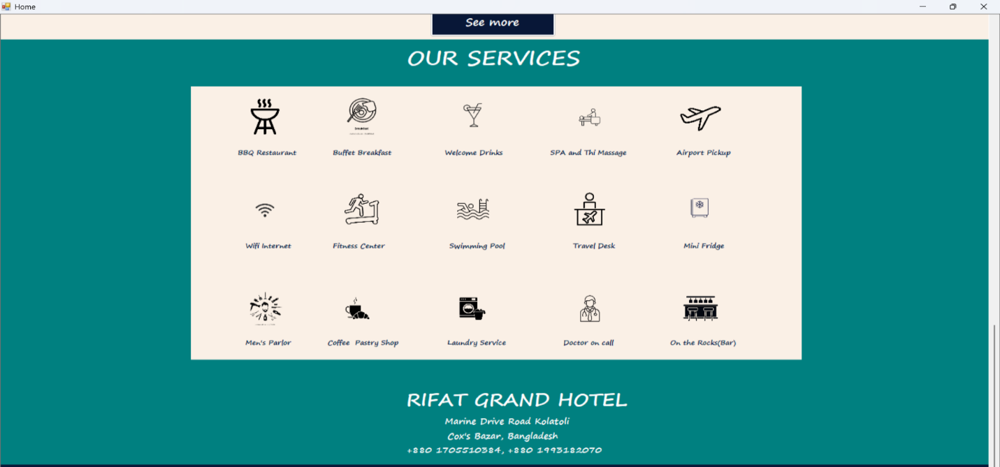 Home
See more
OUR SERVICES
Breakfast
BBQ Restaurant Buffet Breakfast Welcome Drinks SPA and Thi Massage Airport Pickup
Wifi Internet Fitness Center Swimming Pool Travel Desk Mini Fridge
Men's Parlor Coffee Pastry Shop Laundry Service Doctor on call On the Rocks(Bar)
RIFAT GRAND HOTEL
Marine Drive Road Kolatoli
Cox's Bazar, Bangladesh
+880 1705510384, +880 1993182070